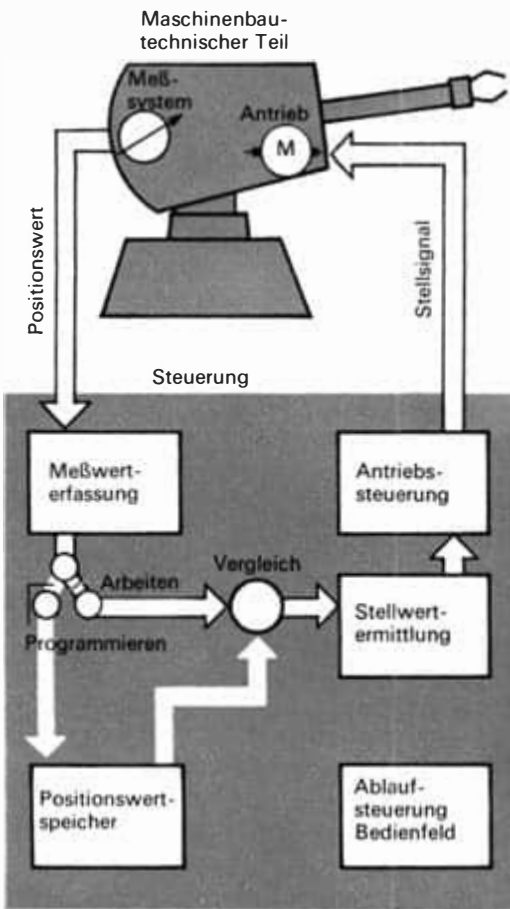 Maschinenbau-
technischer Teil
Meß-
system
Antrieb
M
Positionswert
Stellsignal
Steuerung
Meßwert-
erfassung
Antriebs-
steuerung
Arbeiten
Vergleich
Programmieren
Stellwert-
ermittlung
Positionswert-
speicher
Ablauf-
steuerung
Bedienfeld